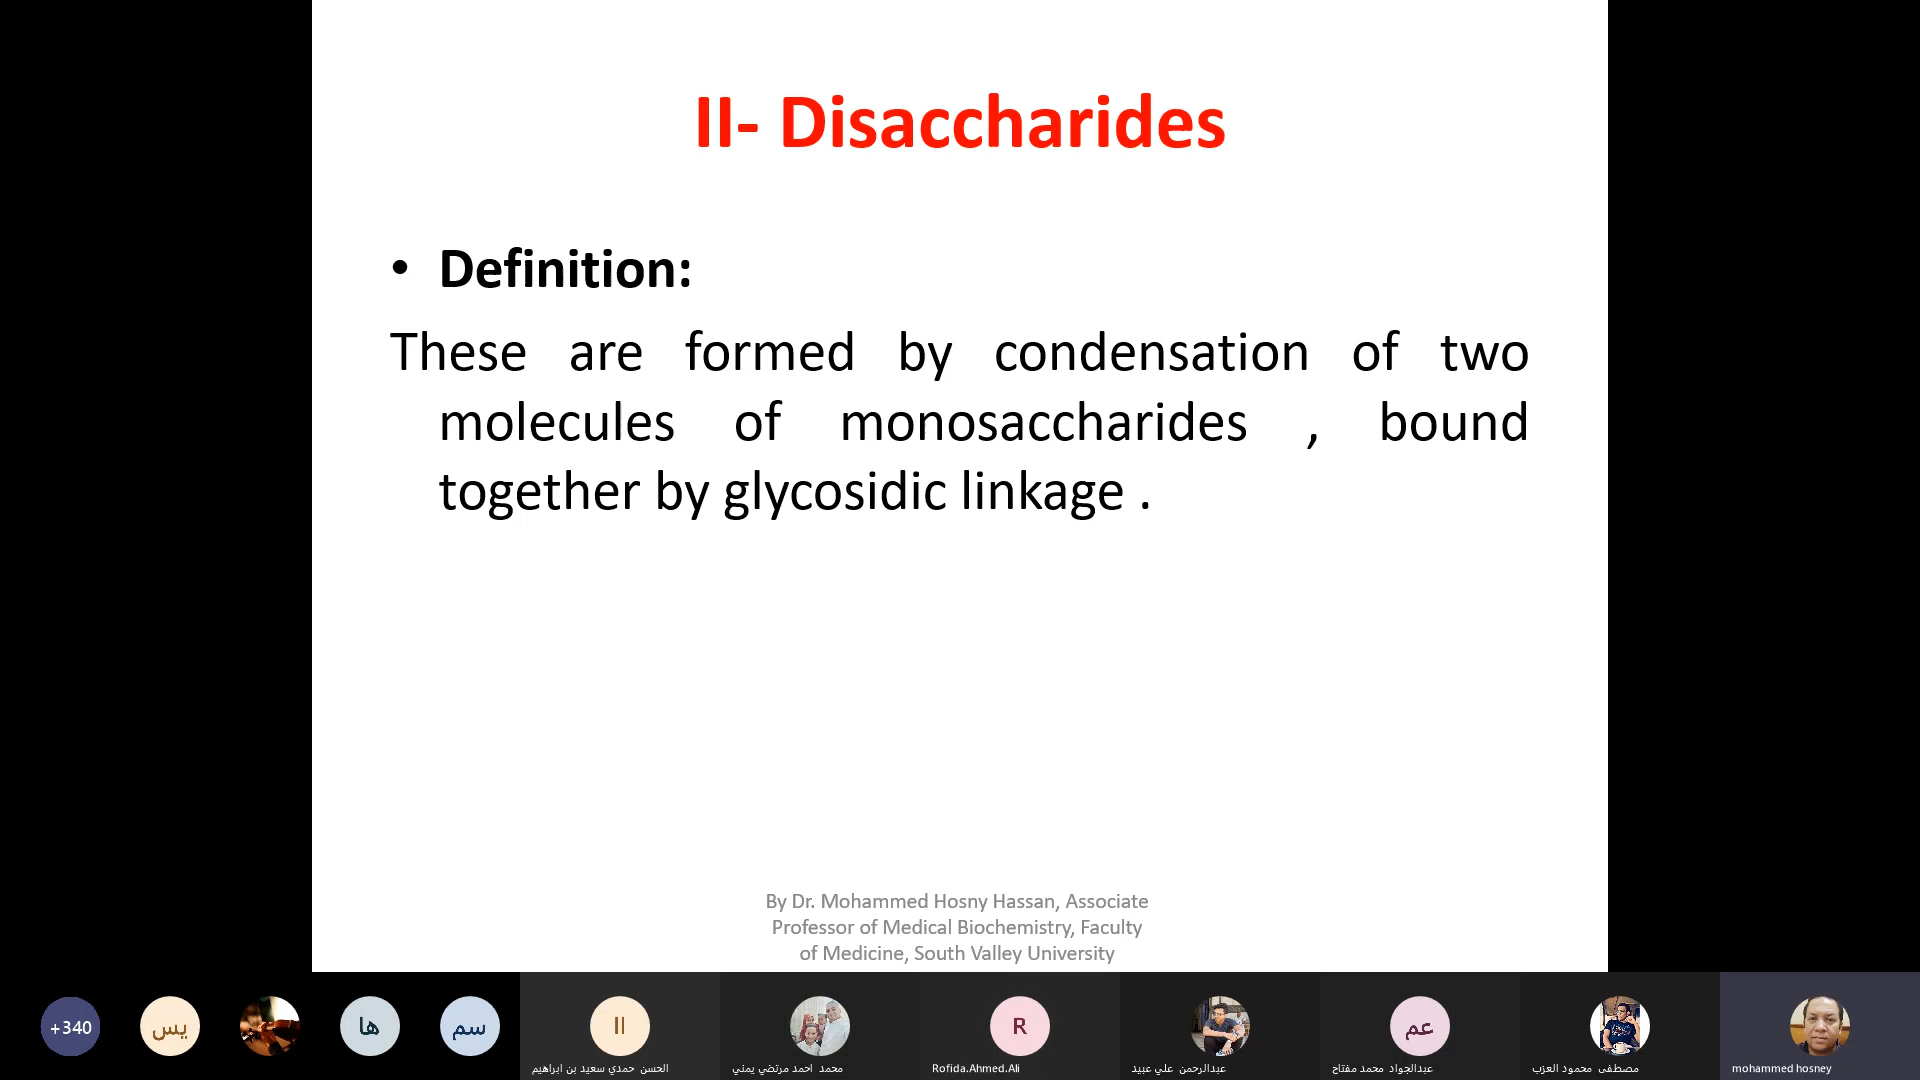 II- Disaccharides
• Definition:
These are formed by condensation of two
molecules of monosaccharides , bound
together by glycosidic linkage .
By Dr. Mohammed Hosny Hassan, Associate
Professor of Medical Biochemistry, Faculty
of Medicine, South Valley University
+340
يس
ها
سم
اا
R
عم
الحسن حمدي سعيد بن ابراهيم
محمد احمد مرتضي يمني
Rofida.Ahmed.Ali
عبدالرحمن علي عبيد
عبدالجواد محمد مفتاح
مصطفى محمود العزب
mohammed hosney